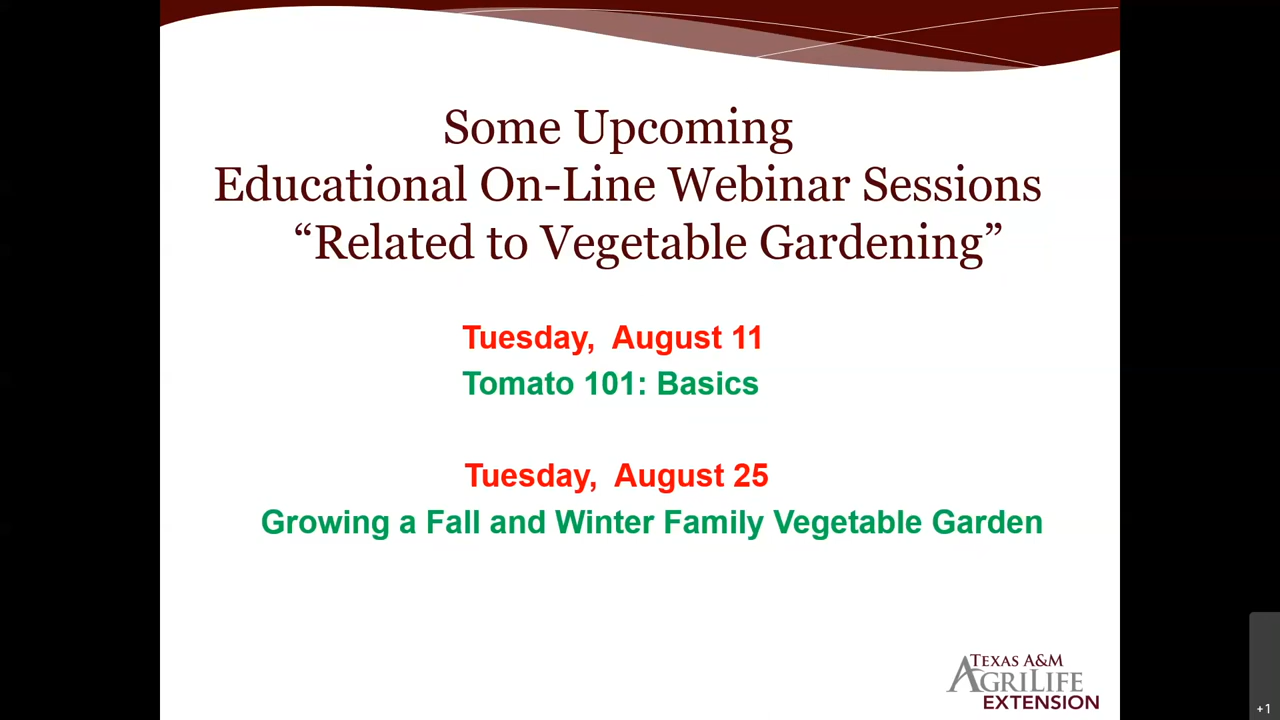 Some Upcoming
Educational On-Line Webinar Sessions
“Related to Vegetable Gardening”
Tuesday,  August 11
Tomato 101: Basics
Tuesday,  August 25
Growing a Fall and Winter Family Vegetable Garden
TEXAS A&M
AGRILIFE
EXTENSION
+1